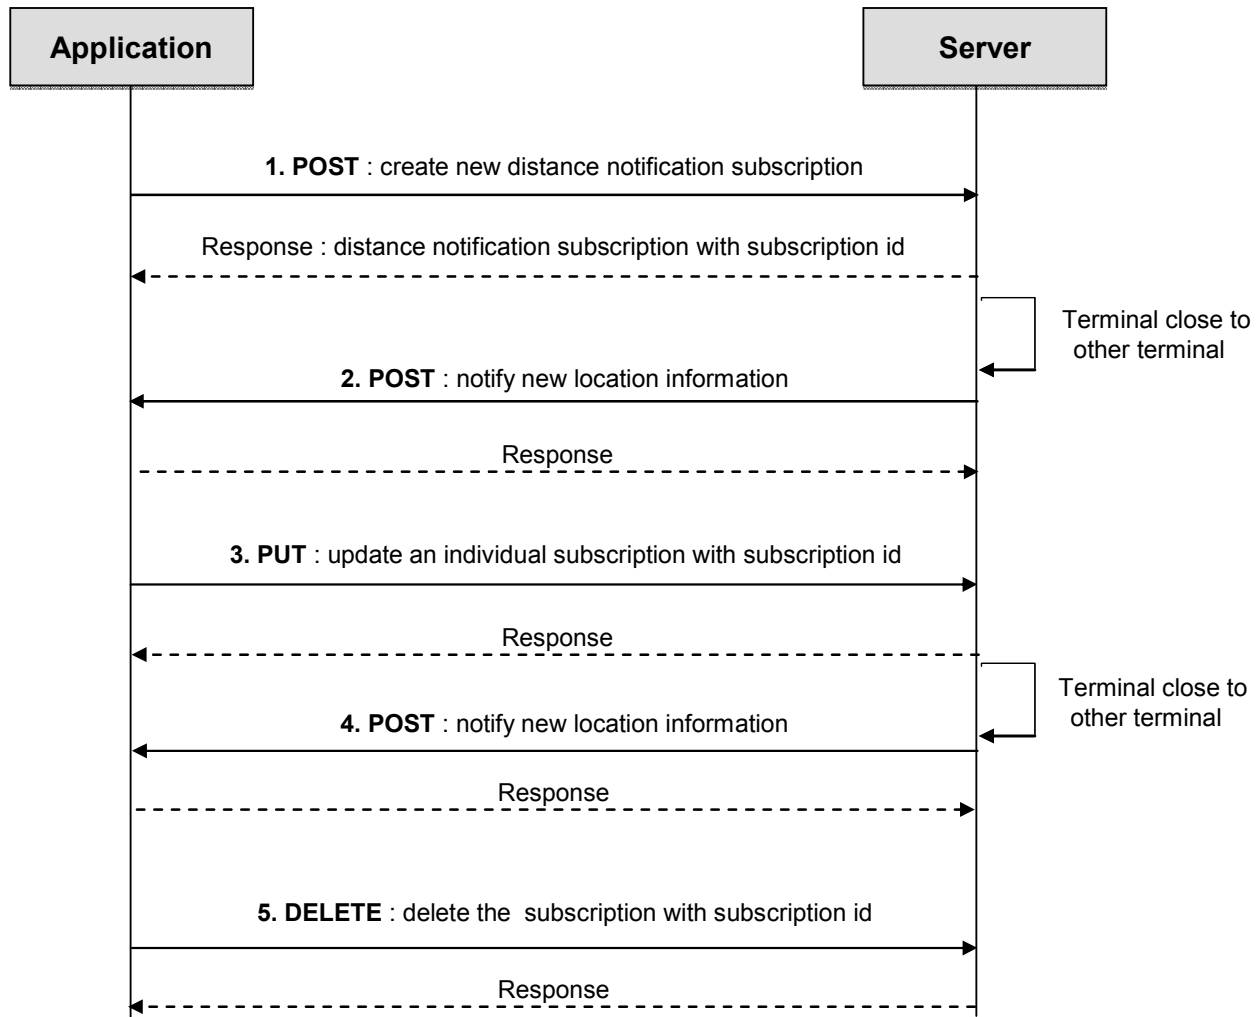 Application
Server
1. POST : create new distance notification subscription
Response : distance notification subscription with subscription id
Terminal close to
other terminal
2. POST : notify new location information
Response
3. PUT : update an individual subscription with subscription id
Response
Terminal close to
other terminal
4. POST : notify new location information
Response
5. DELETE : delete the  subscription with subscription id
Response